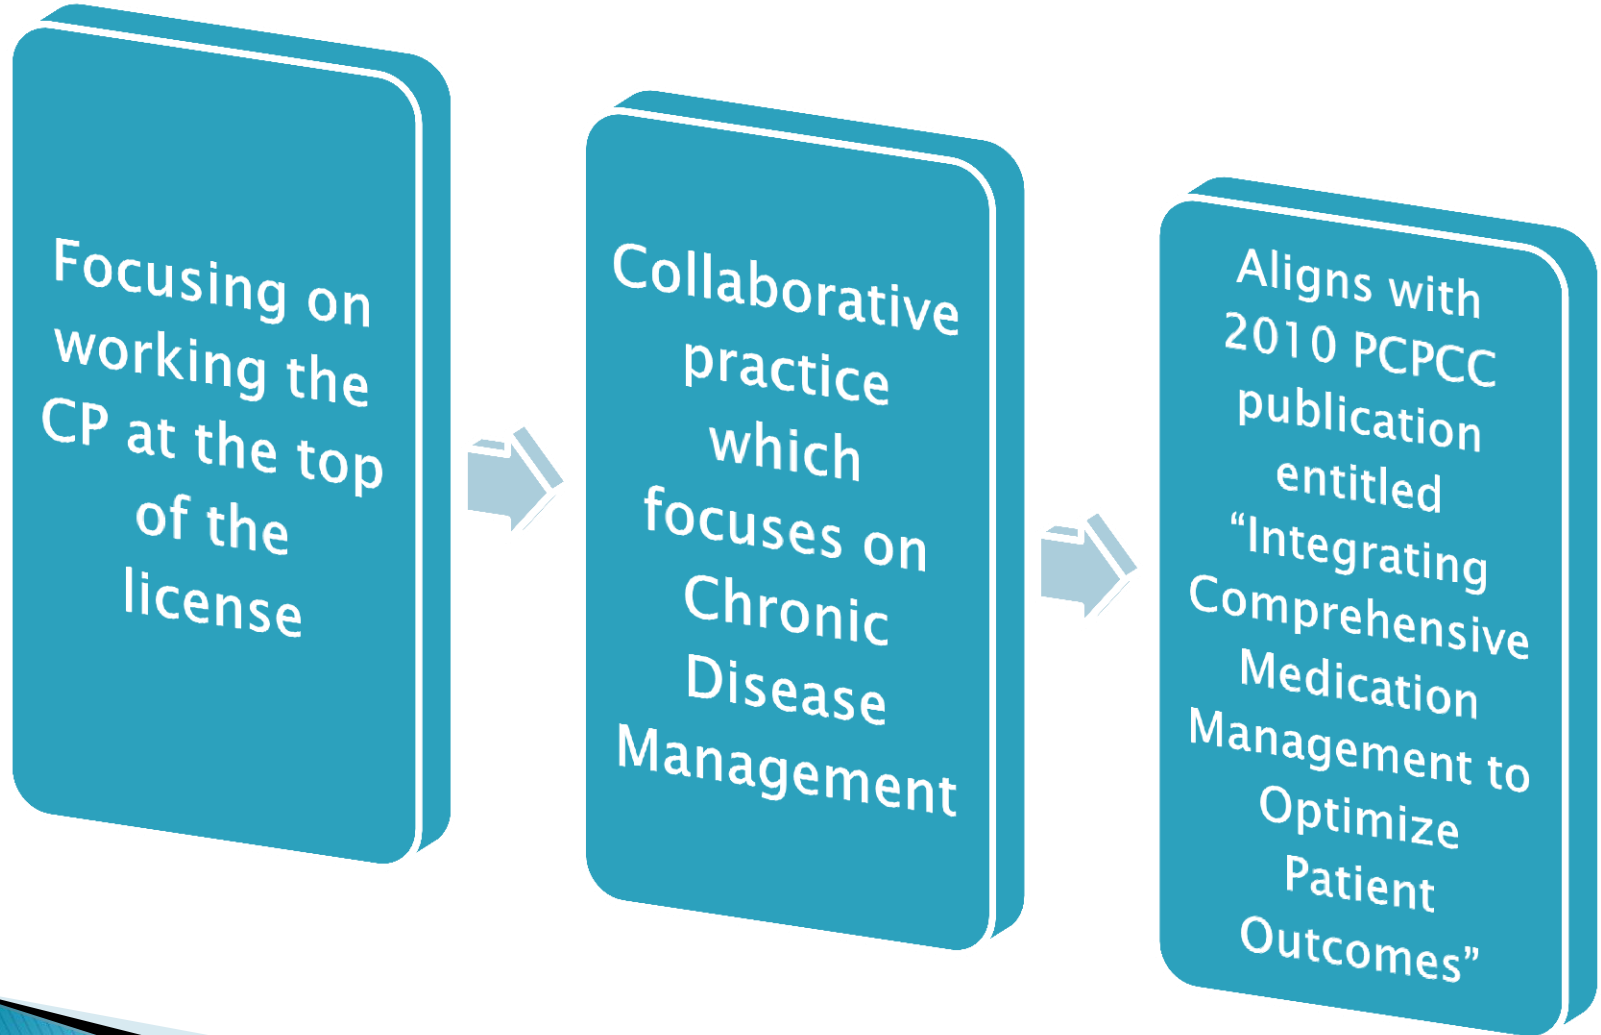 Focusing on
working the
CP at the top
of the
license
Collaborative
practice
which
focuses on
Chronic
Disease
Management
Aligns with
2010 PCPCC
publication
entitled
“Integrating
Comprehensive
Medication
Management to
Optimize
Patient
Outcomes”